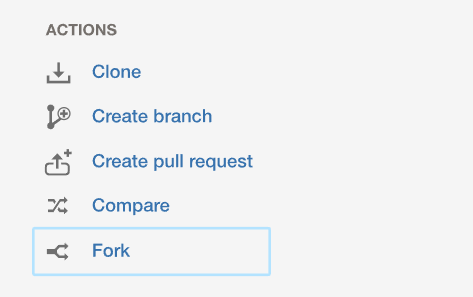 ACTIONS
Clone
Create branch
Create pull request
Compare
Fork